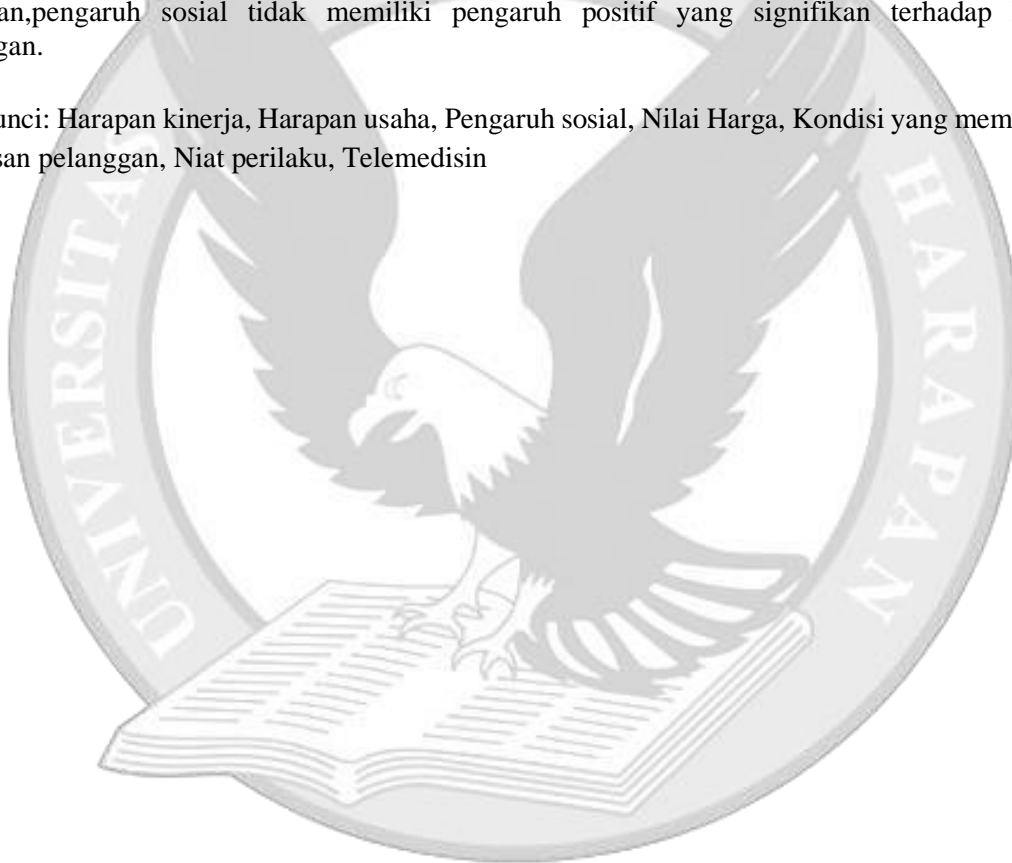 an,pengaruh sosial tidak memiliki pengaruh positif yang signifikan terhadap
gan.
unci: Harapan kinerja, Harapan usaha, Pengaruh sosial, Nilai Harga, Kondisi yang mem
san pelanggan, Niat perilaku, Telemedisin
UNIVERSITAS
HARAPAN